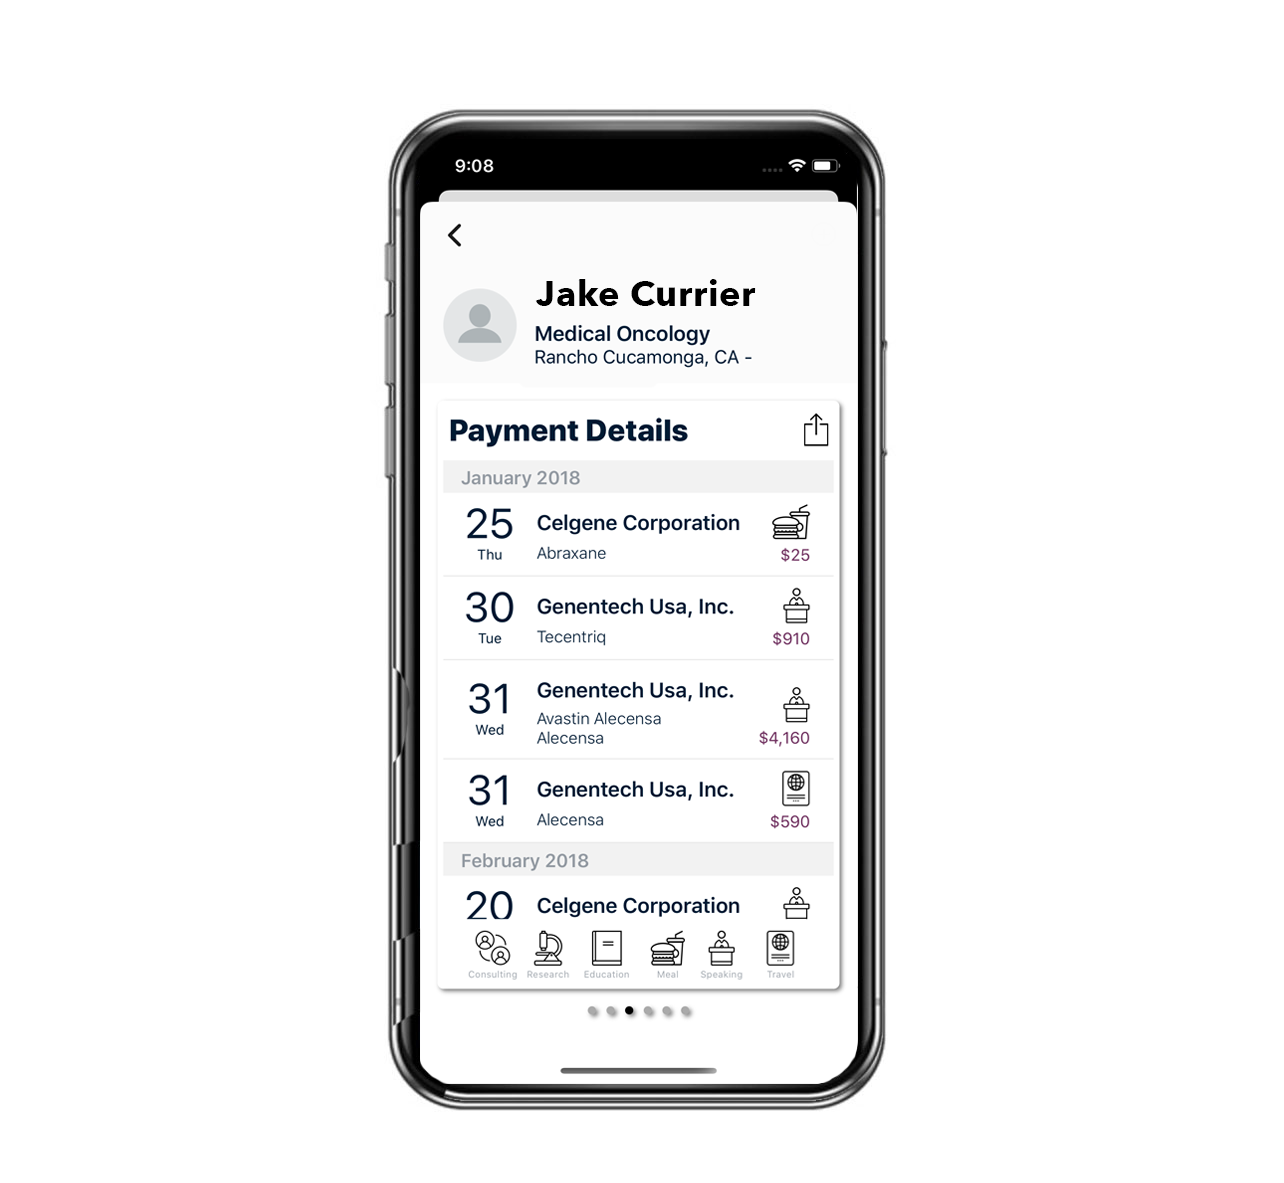 9:08
Jake Currier
Medical Oncology
Rancho Cucamonga, CA -
Payment Details
January 2018
25 Celgene Corporation
Thu Abraxane $25
30 Genentech Usa, Inc.
Tue Tecentriq $910
31 Genentech Usa, Inc.
Wed Avastin Alecensa
Alecensa $4,160
31 Genentech Usa, Inc.
Wed Alecensa $590
February 2018
20 Celgene Corporation
Consulting Research Education Meal Speaking Travel